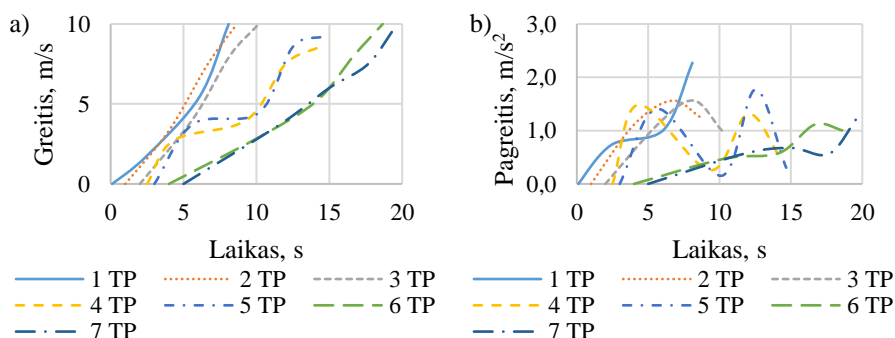 a)
Greitis, m/s
10
5
0
0 5 10 15 20
Laikas, s
1 TP 2 TP 3 TP
4 TP 5 TP 6 TP
7 TP
b)
Pagreitis, m/s²
3,0
2,0
1,0
0,0
0 5 10 15 20
Laikas, s
1 TP 2 TP 3 TP
4 TP 5 TP 6 TP
7 TP